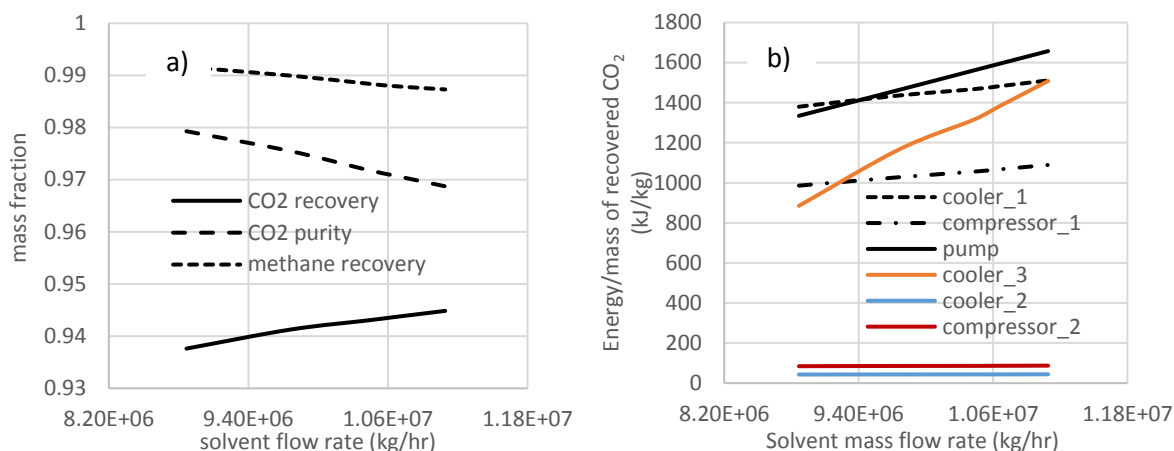 a)
1
0.99
0.98
0.97
0.96
0.95
0.94
0.93
mass fraction
CO2 recovery
CO2 purity
methane recovery
8.20E+06
9.40E+06
1.06E+07
1.18E+07
solvent flow rate (kg/hr)
b)
1800
1600
1400
1200
1000
800
600
400
200
0
Energy/mass of recovered CO₂
(kJ/kg)
cooler_1
compressor_1
pump
cooler_3
cooler_2
compressor_2
8.20E+06
9.40E+06
1.06E+07
1.18E+07
Solvent mass flow rate (kg/hr)